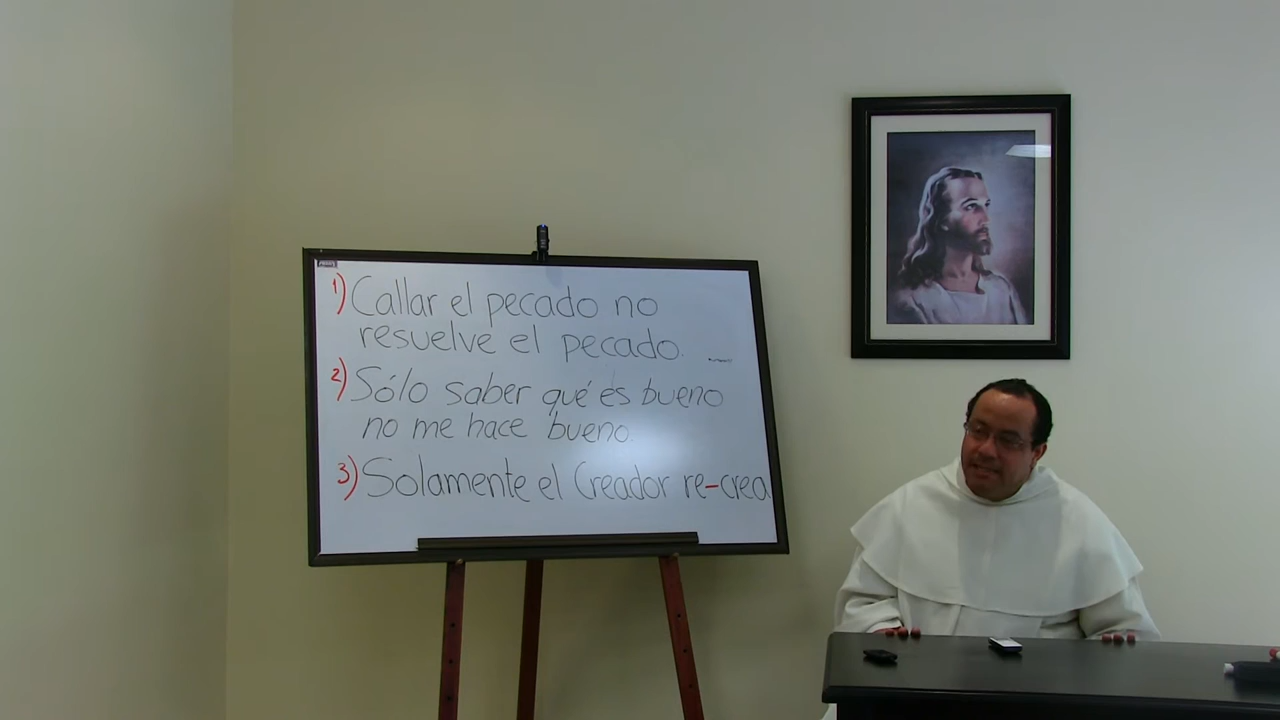 1) Callar el pecado no
resuelve el pecado.
2) Sólo saber qué es bueno
no me hace bueno.
3) Solamente el Creador re-crea.